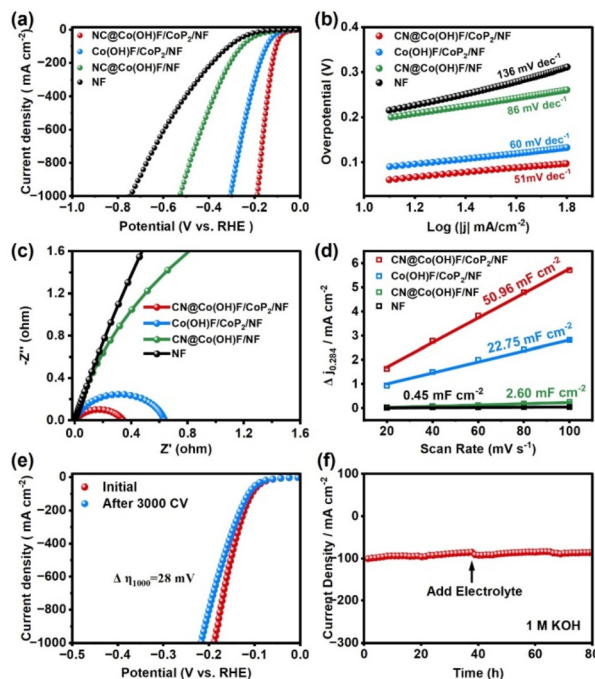 (a)
NC@Co(OH)F/CoP₂/NF
Co(OH)F/CoP₂/NF
NC@Co(OH)F/NF
NF
Current density ( mA cm⁻²)
0
-200
-400
-600
-800
-1000
-1.0
-0.8
-0.6
-0.4
-0.2
0.0
Potential (V vs. RHE )
(b)
CN@Co(OH)F/CoP₂/NF
Co(OH)F/CoP₂/NF
CN@Co(OH)F/NF
NF
136 mV dec⁻¹
86 mV dec⁻¹
60 mV dec⁻¹
51mV dec⁻¹
Overpotential (V)
0.4
0.3
0.2
0.1
1.0
1.2
1.4
1.6
1.8
Log (|j| mA/cm⁻²)
(c)
CN@Co(OH)F/CoP₂/NF
Co(OH)F/CoP₂/NF
CN@Co(OH)F/NF
NF
-Z'' (ohm)
1.6
1.2
0.8
0.4
0.0
0.0
0.4
0.8
1.2
1.6
Z' (ohm)
(d)
CN@Co(OH)F/CoP₂/NF
Co(OH)F/CoP₂/NF
CN@Co(OH)F/NF
NF
50.96 mF cm⁻²
22.75 mF cm⁻²
0.45 mF cm⁻²
2.60 mF cm⁻²
Δ j₀.₂₈₄ / mA cm⁻²
6
5
4
3
2
1
0
20
40
60
80
100
Scan Rate (mV s⁻¹)
(e)
Initial
After 3000 CV
Δ η₁₀₀₀=28 mV
Current density ( mA cm⁻²)
0
-200
-400
-600
-800
-1000
-0.5
-0.4
-0.3
-0.2
-0.1
0.0
Potential (V vs. RHE)
(f)
Add Electrolyte
1 M KOH
Current Density / mA cm⁻²
100
0
-100
-200
-300
0
20
40
60
80
Time (h)